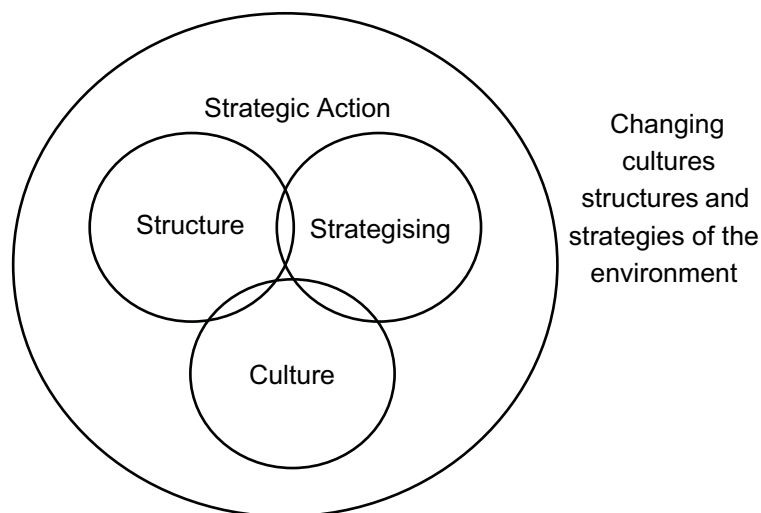 Strategic Action
Structure
Strategising
Culture
Changing
cultures
structures and
strategies of the
environment